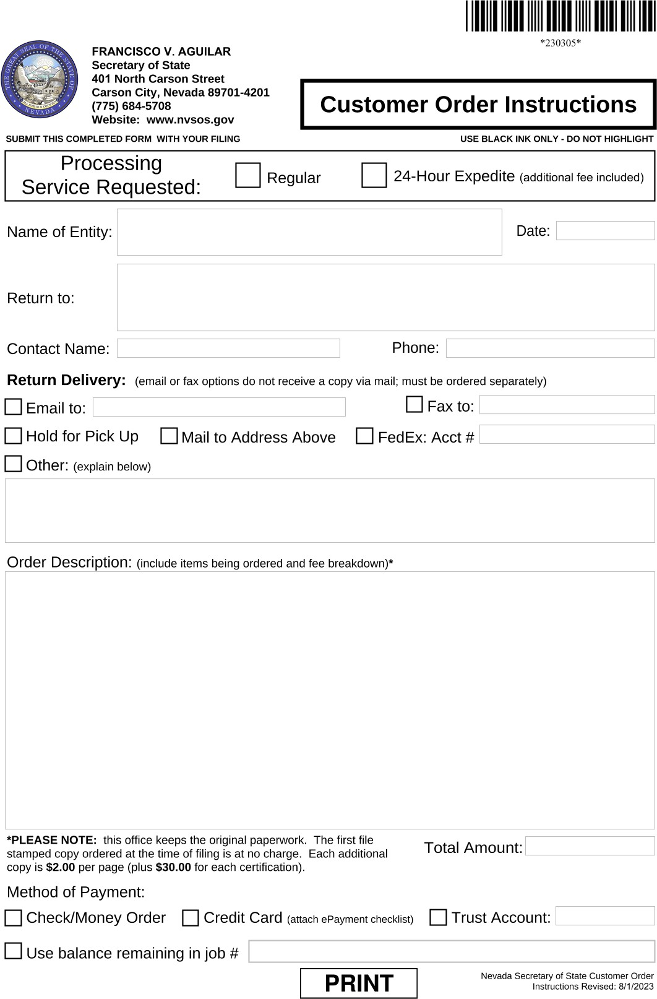 *230305*
THE GREAT SEAL OF THE STATE OF
NEVADA
ALL FOR OUR COUNTRY
FRANCISCO V. AGUILAR
Secretary of State
401 North Carson Street
Carson City, Nevada 89701-4201
(775) 684-5708
Website:  www.nvsos.gov
Customer Order Instructions
SUBMIT THIS COMPLETED FORM  WITH YOUR FILING
USE BLACK INK ONLY - DO NOT HIGHLIGHT
Processing
Service Requested:
Regular
24-Hour Expedite (additional fee included)
Name of Entity:
Date:
Return to:
Contact Name:
Phone:
Return Delivery:  (email or fax options do not receive a copy via mail; must be ordered separately)
Email to:
Fax to:
Hold for Pick Up
Mail to Address Above
FedEx: Acct #
Other: (explain below)
Order Description: (include items being ordered and fee breakdown)*
*PLEASE NOTE:  this office keeps the original paperwork.  The first file
stamped copy ordered at the time of filing is at no charge.  Each additional
copy is $2.00 per page (plus $30.00 for each certification).
Total Amount:
Method of Payment:
Check/Money Order
Credit Card (attach ePayment checklist)
Trust Account:
Use balance remaining in job #
PRINT
Nevada Secretary of State Customer Order
Instructions Revised: 8/1/2023